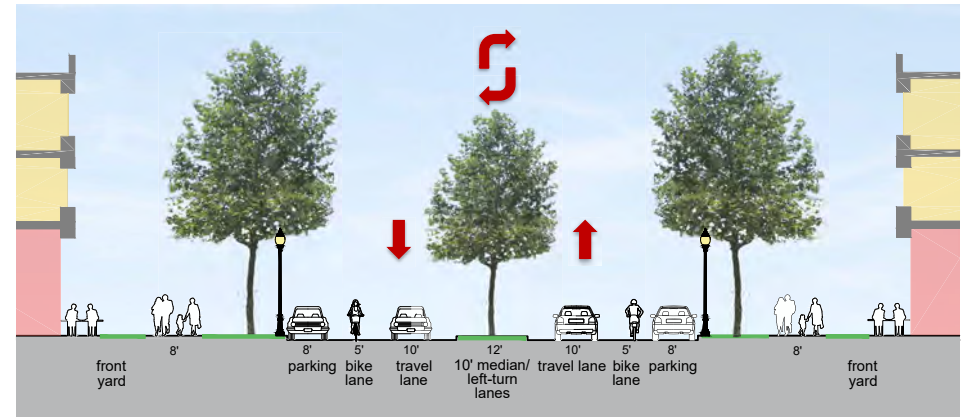 8' 8' 5' 10' 12' 10' 5' 8' 8'
front yard
parking
bike lane
travel lane
10' median/
left-turn
lanes
travel lane
bike lane
parking
front yard